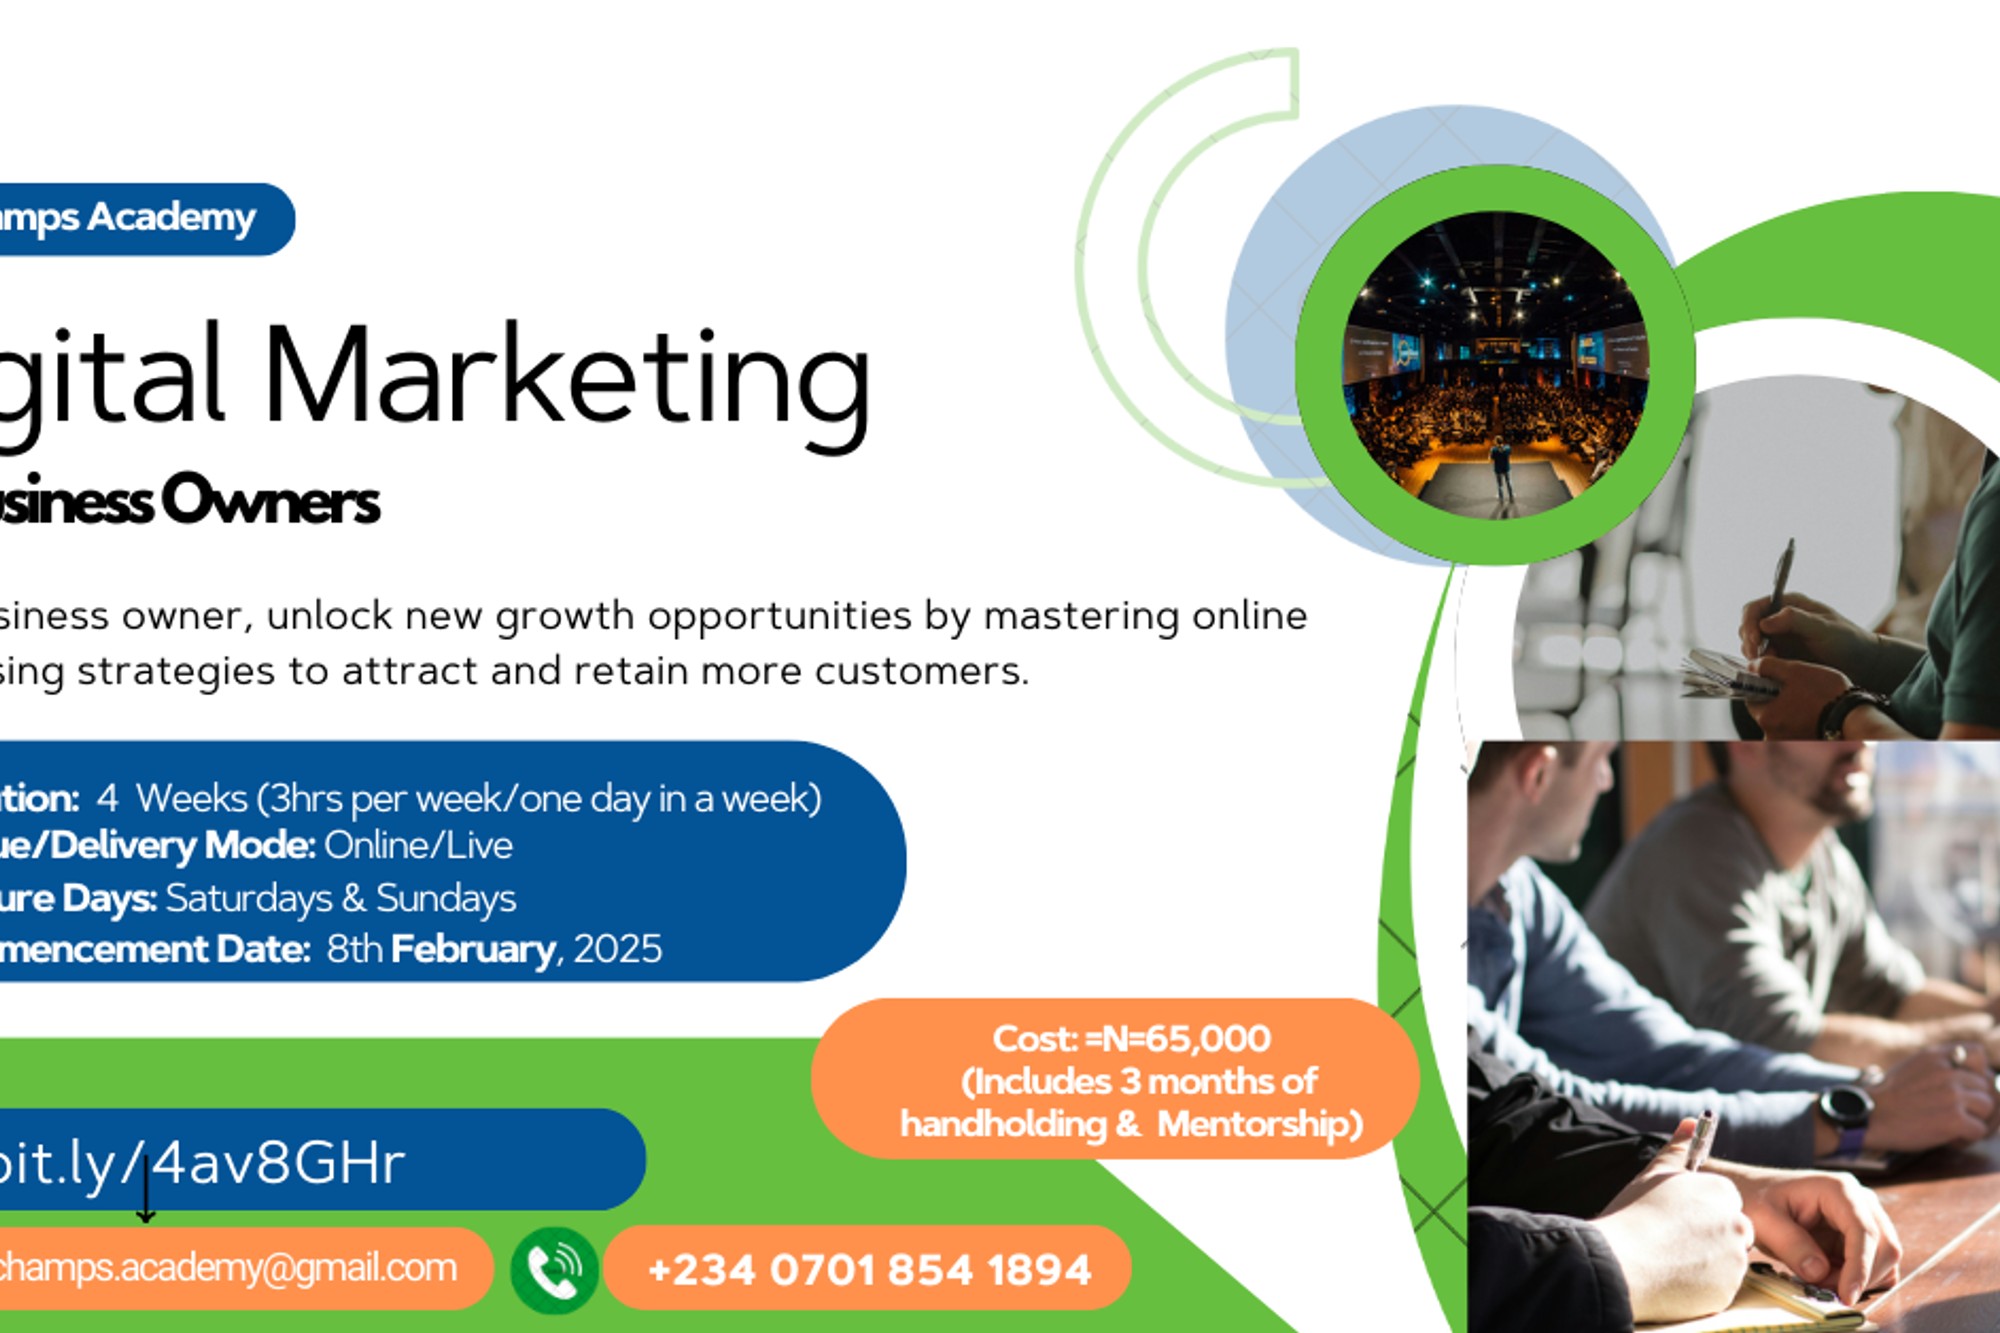 amps Academy
gital Marketing
usiness Owners
siness owner, unlock new growth opportunities by mastering online
sing strategies to attract and retain more customers.
tion: 4 Weeks (3hrs per week/one day in a week)
ue/Delivery Mode: Online/Live
ure Days: Saturdays & Sundays
mencement Date: 8th February, 2025
Cost: =N=65,000
(Includes 3 months of
handholding & Mentorship)
bit.ly/4av8GHr
champs.academy@gmail.com
+234 0701 854 1894